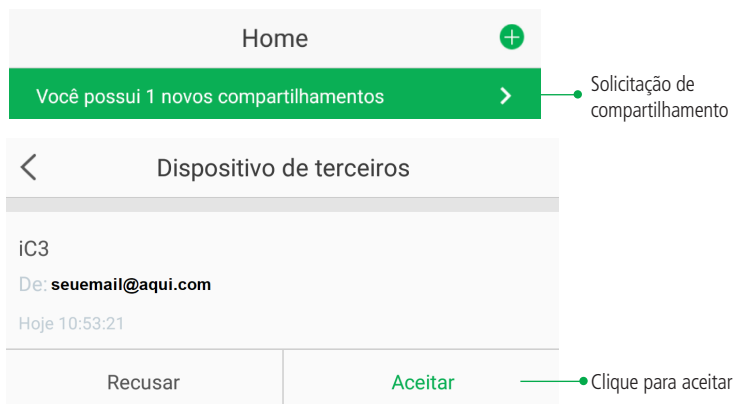 Home
Você possui 1 novos compartilhamentos
Solicitação de
compartilhamento
Dispositivo de terceiros
iC3
De: seuemail@aqui.com
Hoje 10:53:21
Recusar
Aceitar
Clique para aceitar